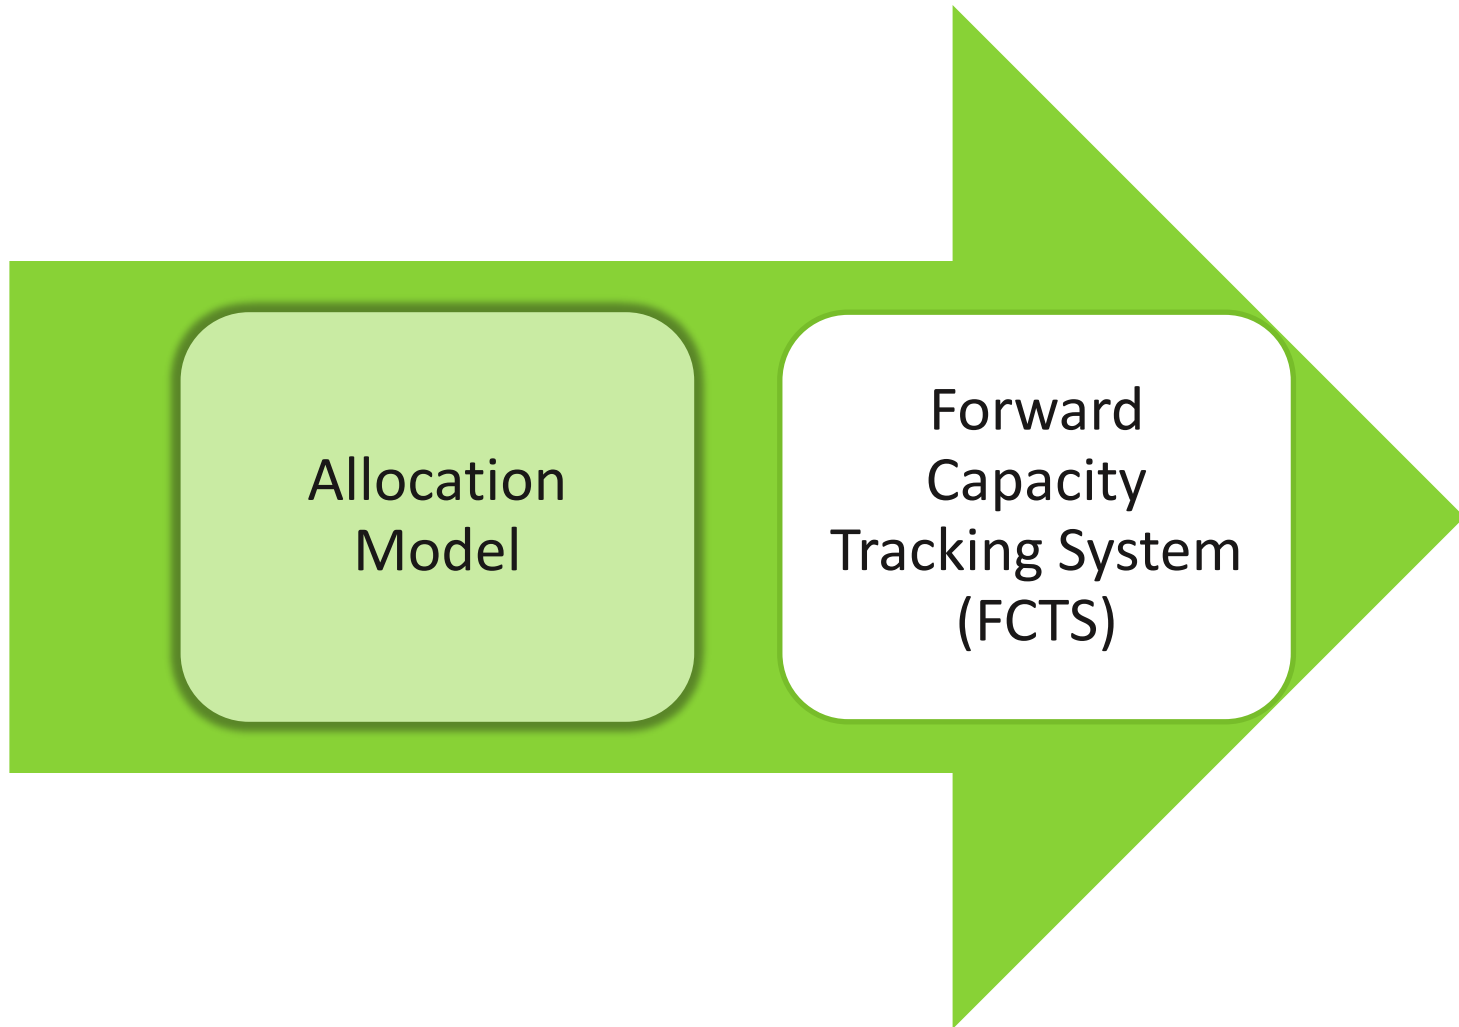 Allocation
Model
Forward
Capacity
Tracking System
(FCTS)